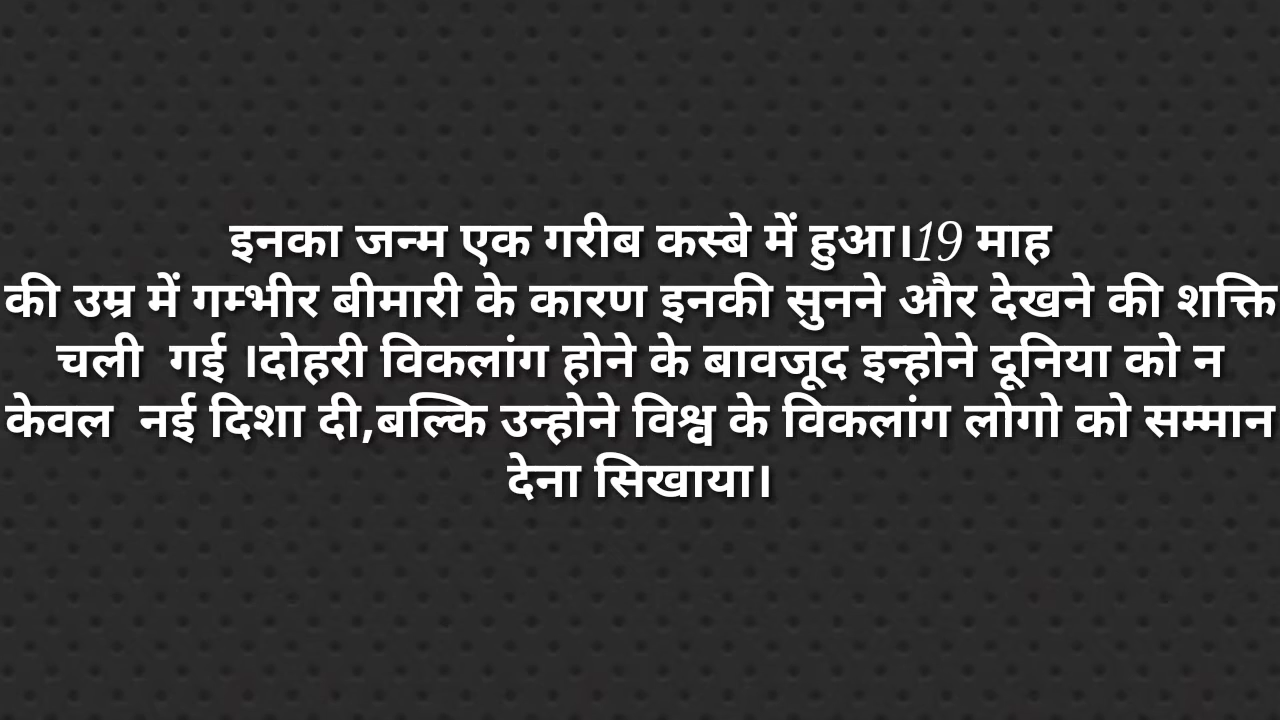 इनका जन्म एक गरीब कस्बे में हुआ।19 माह
की उम्र में गम्भीर बीमारी के कारण इनकी सुनने और देखने की शक्ति
चली  गई ।दोहरी विकलांग होने के बावजूद इन्होने दूनिया को न
केवल  नई दिशा दी,बल्कि उन्होने विश्व के विकलांग लोगो को सम्मान
देना सिखाया।